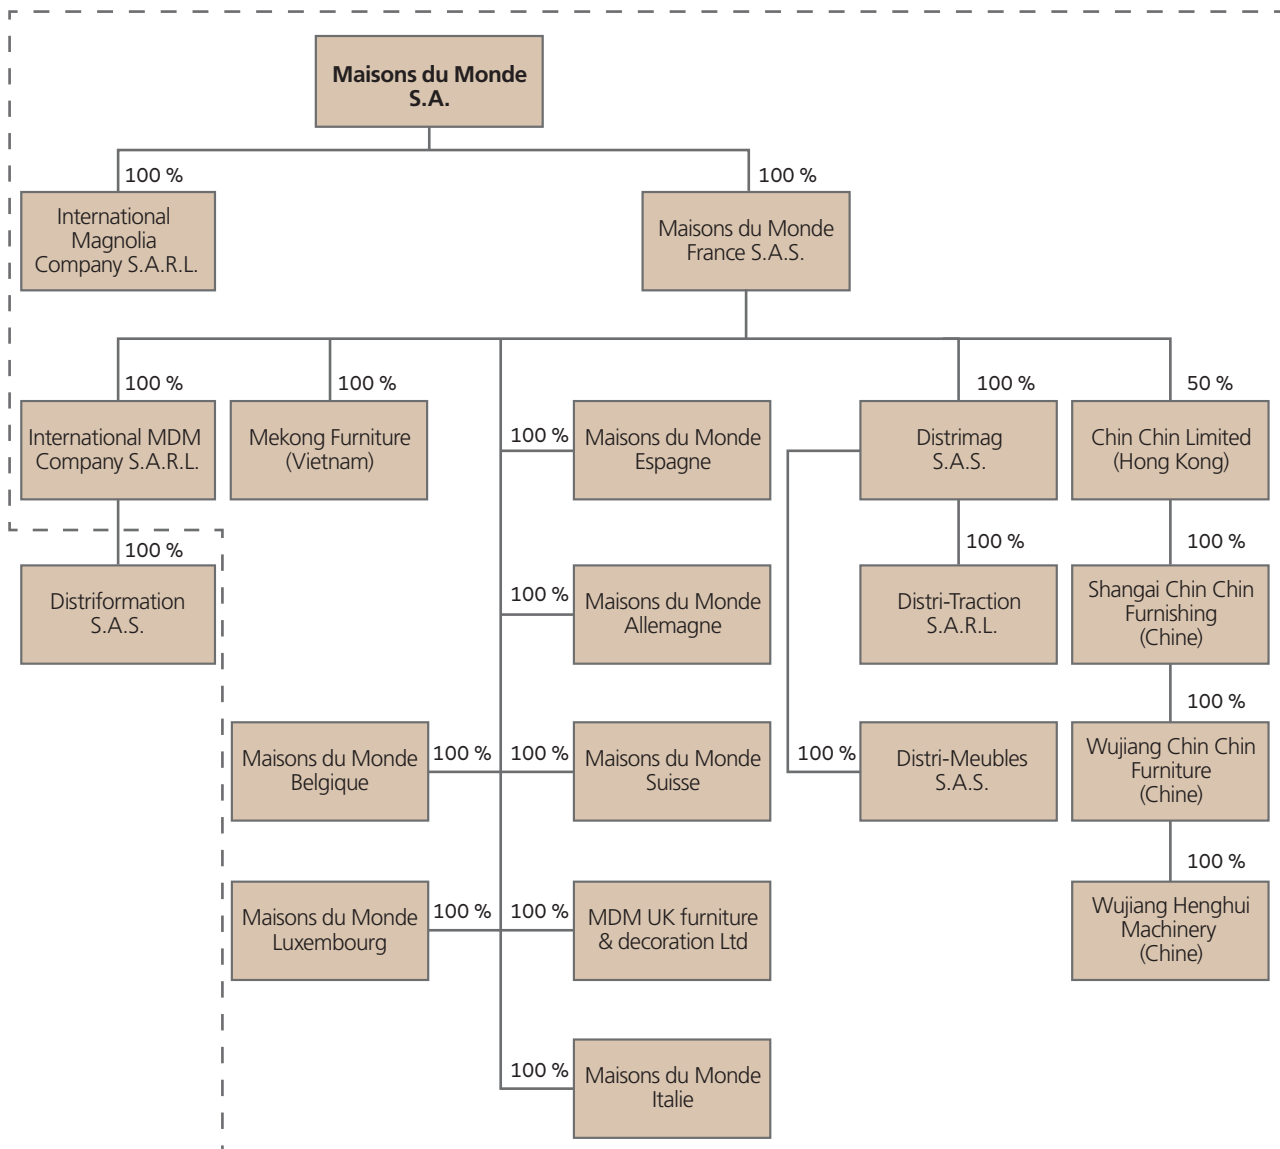 Maisons du Monde
S.A.
100 %
100 %
International
Magnolia
Company S.A.R.L.
Maisons du Monde
France S.A.S.
100 %
100 %
100 %
50 %
International MDM
Company S.A.R.L.
Mekong Furniture
(Vietnam)
100 %
Maisons du Monde
Espagne
Distrimag
S.A.S.
Chin Chin Limited
(Hong Kong)
100 %
100 %
100 %
Distriformation
S.A.S.
100 %
Maisons du Monde
Allemagne
Distri-Traction
S.A.R.L.
Shangai Chin Chin
Furnishing
(Chine)
100 %
Maisons du Monde
Belgique
100 %
100 %
Maisons du Monde
Suisse
100 %
Distri-Meubles
S.A.S.
Wujiang Chin Chin
Furniture
(Chine)
100 %
Maisons du Monde
Luxembourg
100 %
100 %
MDM UK furniture
& decoration Ltd
Wujiang Henghui
Machinery
(Chine)
100 %
Maisons du Monde
Italie